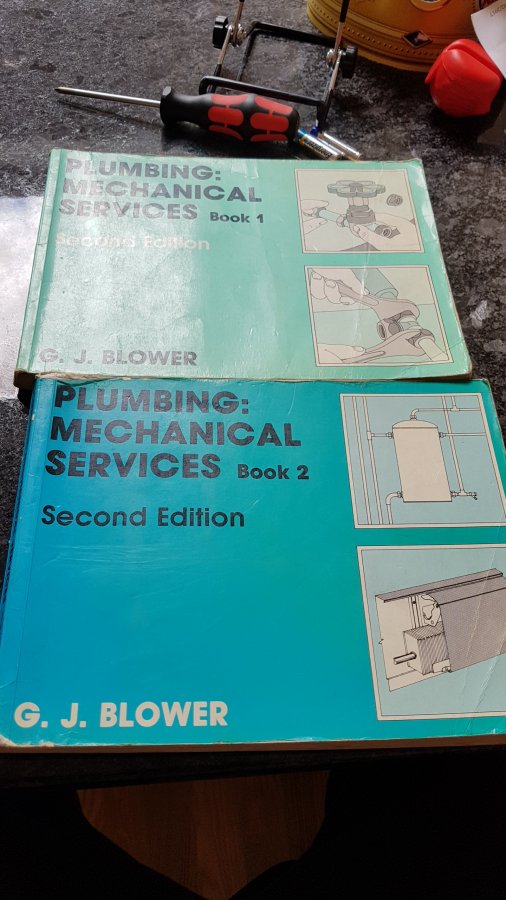 PLUMBING:
MECHANICAL
SERVICES Book 1
Second Edition
G. J. BLOWER
PLUMBING:
MECHANICAL
SERVICES Book 2
Second Edition
G. J. BLOWER